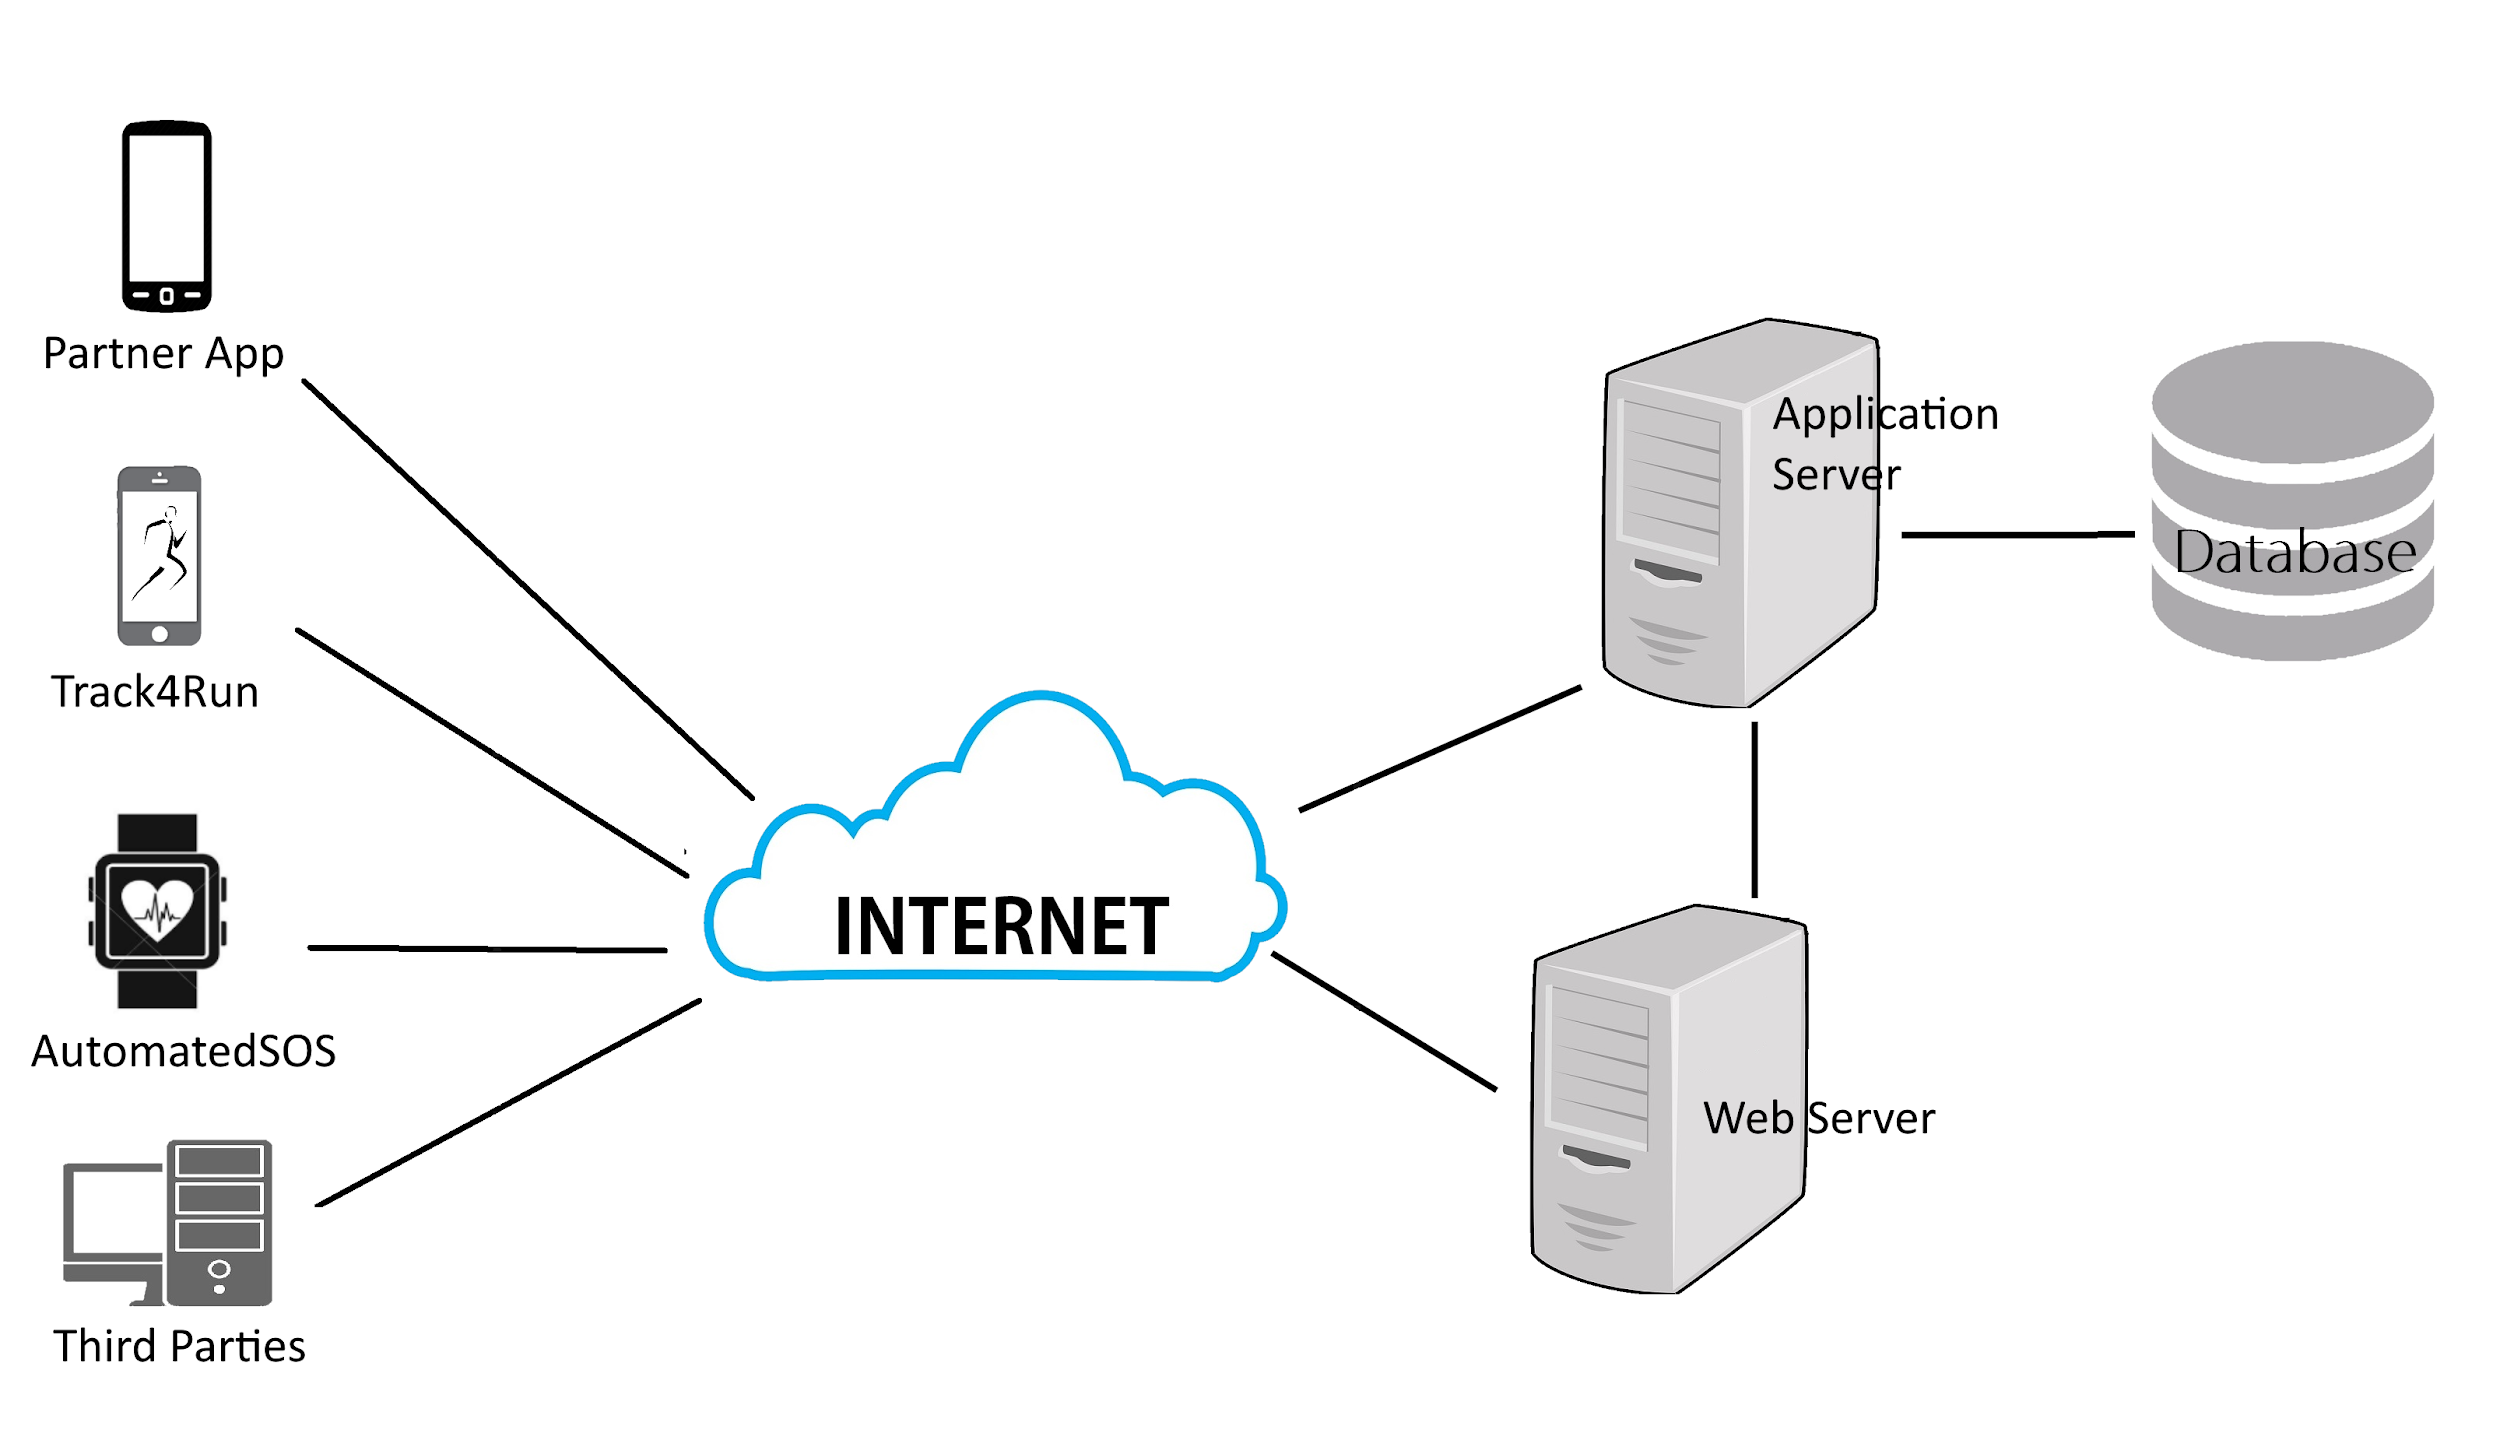 Partner App
Track4Run
AutomatedSOS
Third Parties
INTERNET
Application
Server
Database
Web Server